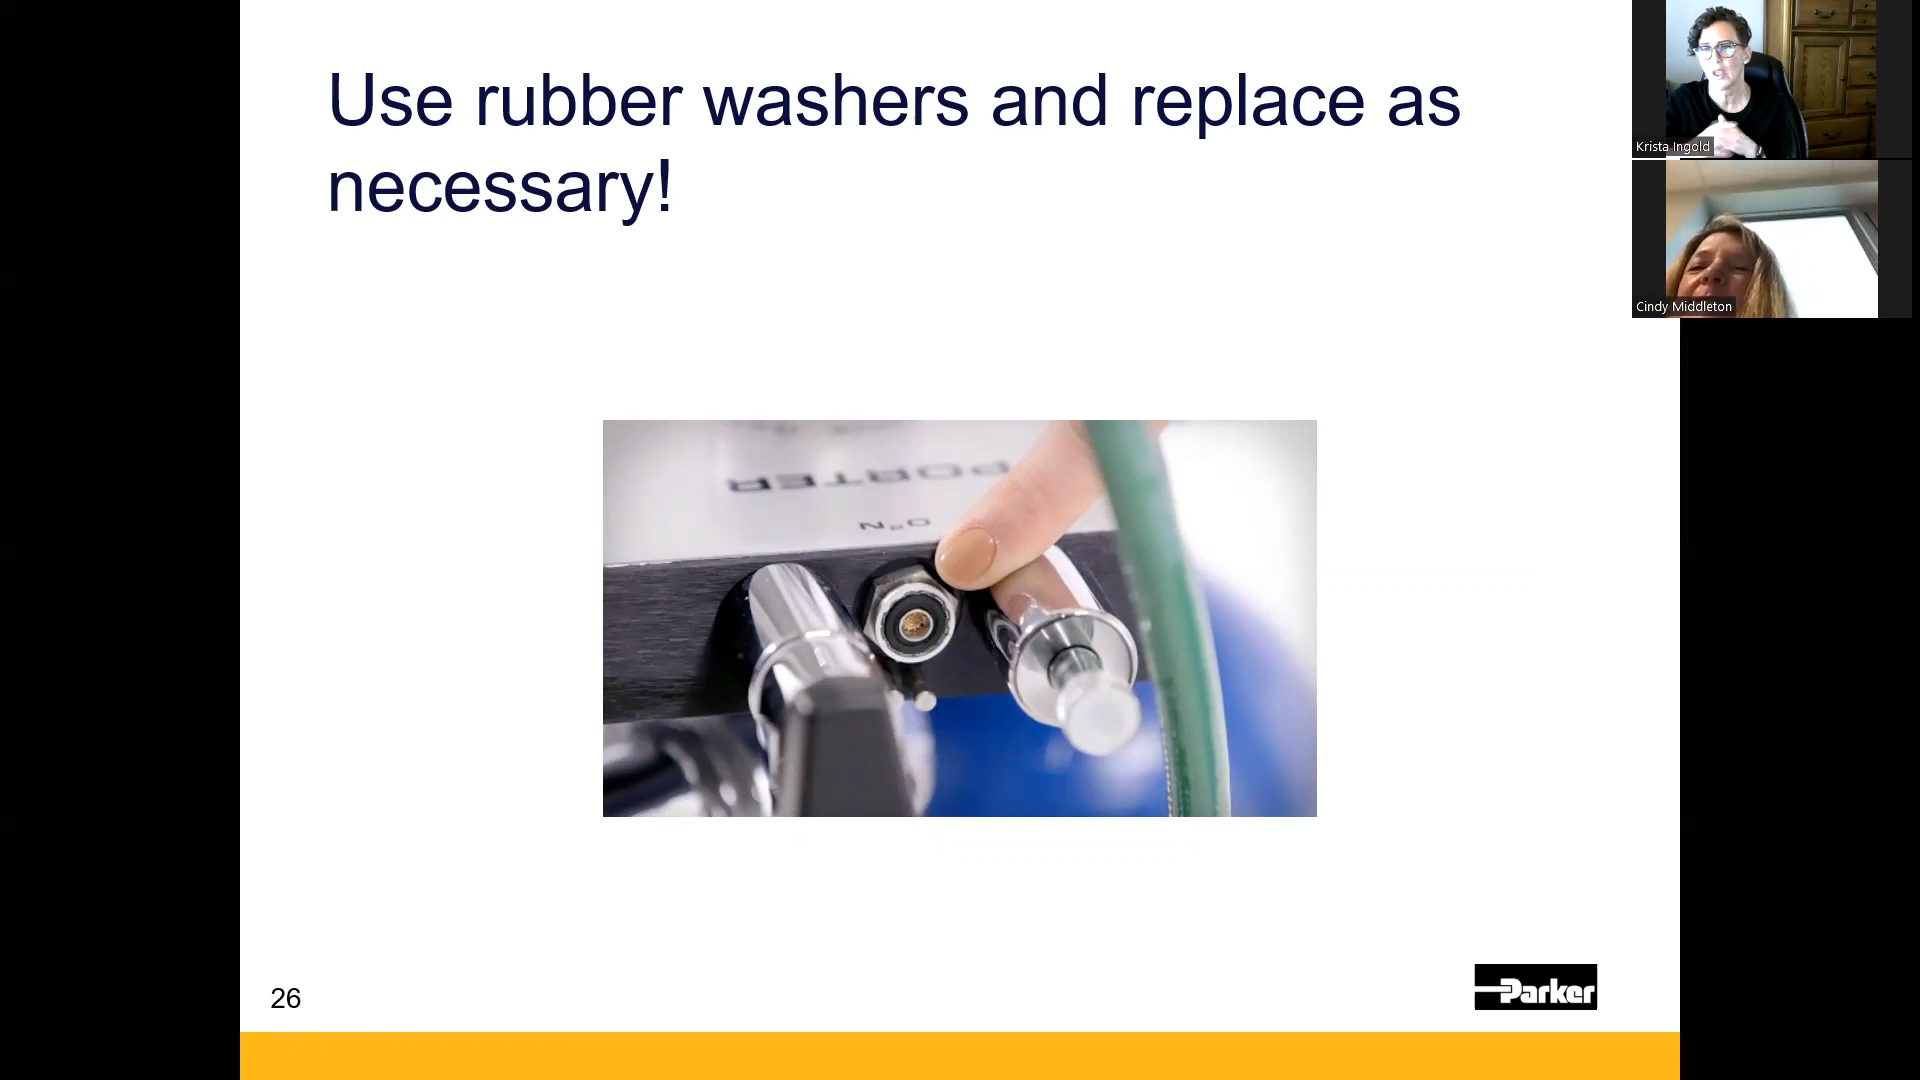 Use rubber washers and replace as
necessary!
PORTER
N₂O
26
Parker
Krista Ingold
Cindy Middleton